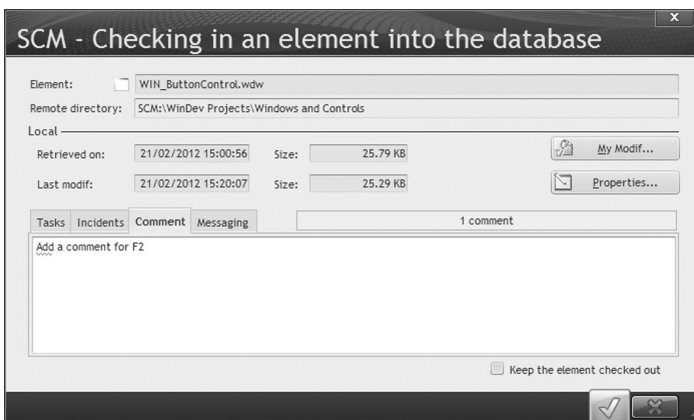 SCM - Checking in an element into the database
x
Element: WIN_ButtonControl.wdw
Remote directory: SCM:\WinDev Projects\Windows and Controls
Local
Retrieved on: 21/02/2012 15:00:56 Size: 25.79 KB My Modif...
Last modif: 21/02/2012 15:20:07 Size: 25.29 KB Properties...
Tasks Incidents Comment Messaging 1 comment
Add a comment for F2
Keep the element checked out